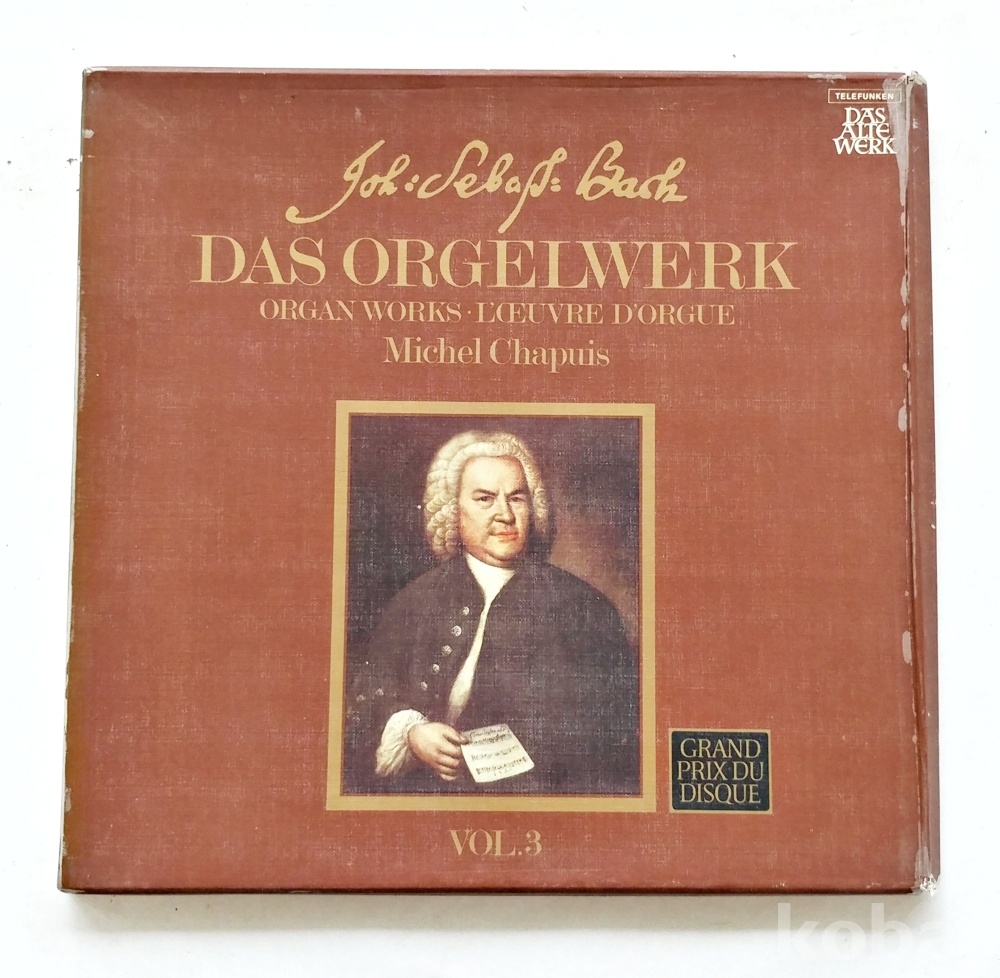 TELEFUNKEN
DAS
ALTE
WERK
Joh: Sebaſt: Bach
DAS ORGELWERK
ORGAN WORKS · L'ŒUVRE D'ORGUE
Michel Chapuis
GRAND
PRIX·DU
DISQUE
VOL.3
koba